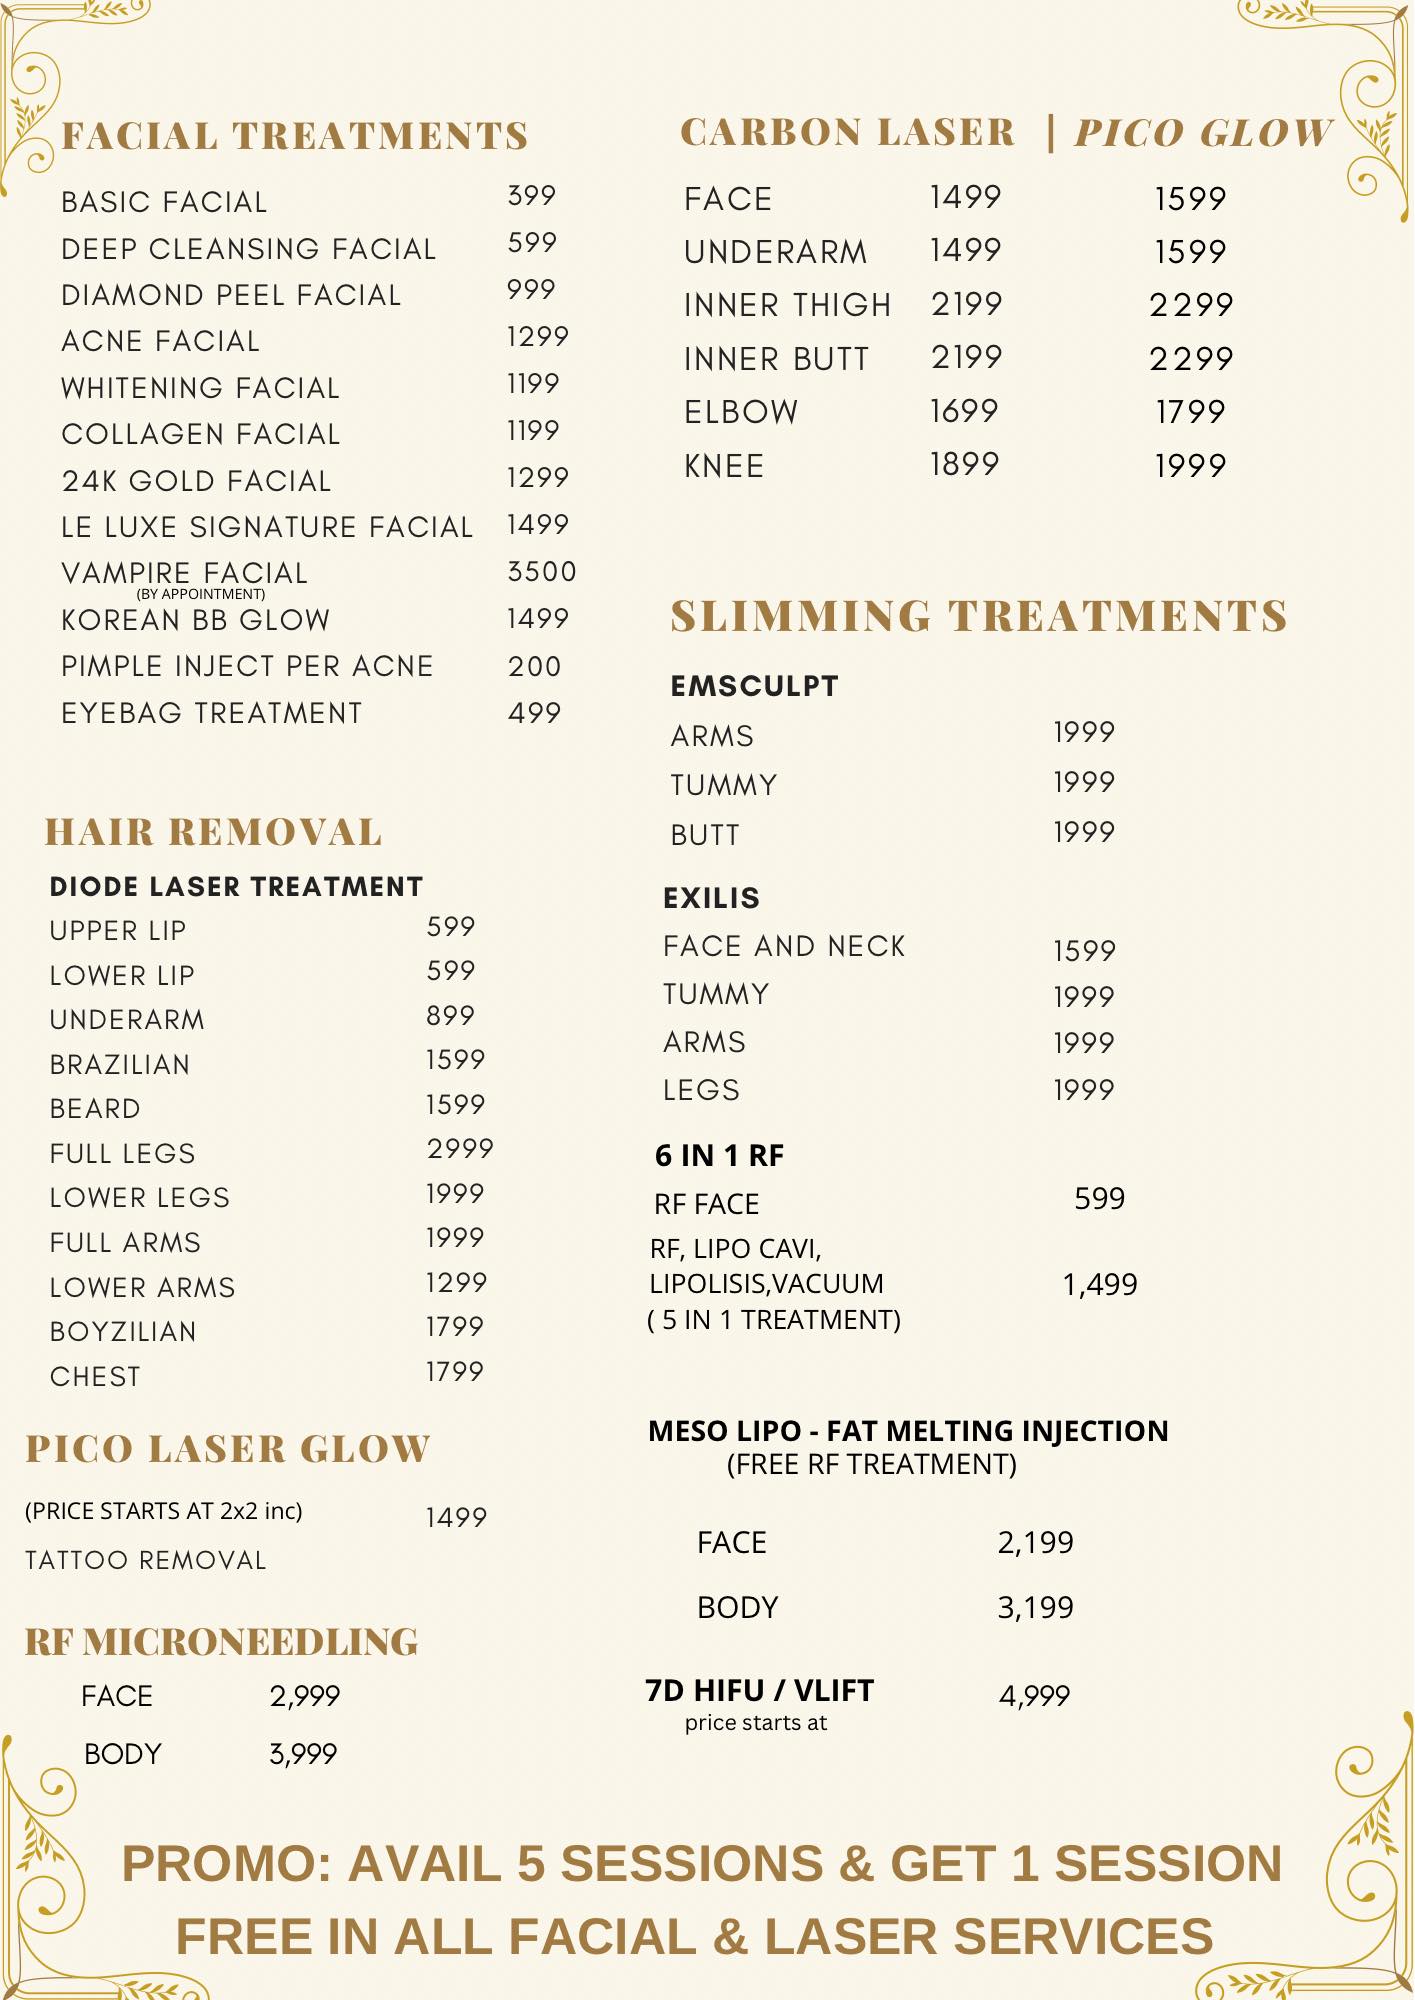 FACIAL TREATMENTS
BASIC FACIAL 399
DEEP CLEANSING FACIAL 599
DIAMOND PEEL FACIAL 999
ACNE FACIAL 1299
WHITENING FACIAL 1199
COLLAGEN FACIAL 1199
24K GOLD FACIAL 1299
LE LUXE SIGNATURE FACIAL 1499
VAMPIRE FACIAL 3500
(BY APPOINTMENT)
KOREAN BB GLOW 1499
PIMPLE INJECT PER ACNE 200
EYEBAG TREATMENT 499
HAIR REMOVAL
DIODE LASER TREATMENT
UPPER LIP 599
LOWER LIP 599
UNDERARM 899
BRAZILIAN 1599
BEARD 1599
FULL LEGS 2999
LOWER LEGS 1999
FULL ARMS 1999
LOWER ARMS 1299
BOYZILIAN 1799
CHEST 1799
PICO LASER GLOW
(PRICE STARTS AT 2x2 inc) 1499
TATTOO REMOVAL
RF MICRONEEDLING
FACE 2,999
BODY 3,999
CARBON LASER | PICO GLOW
FACE 1499 1599
UNDERARM 1499 1599
INNER THIGH 2199 2299
INNER BUTT 2199 2299
ELBOW 1699 1799
KNEE 1899 1999
SLIMMING TREATMENTS
EMSCULPT
ARMS 1999
TUMMY 1999
BUTT 1999
EXILIS
FACE AND NECK 1599
TUMMY 1999
ARMS 1999
LEGS 1999
6 IN 1 RF
RF FACE 599
RF, LIPO CAVI,
LIPOLISIS,VACUUM 1,499
( 5 IN 1 TREATMENT)
MESO LIPO - FAT MELTING INJECTION
(FREE RF TREATMENT)
FACE 2,199
BODY 3,199
7D HIFU / VLIFT 4,999
price starts at
PROMO: AVAIL 5 SESSIONS & GET 1 SESSION
FREE IN ALL FACIAL & LASER SERVICES